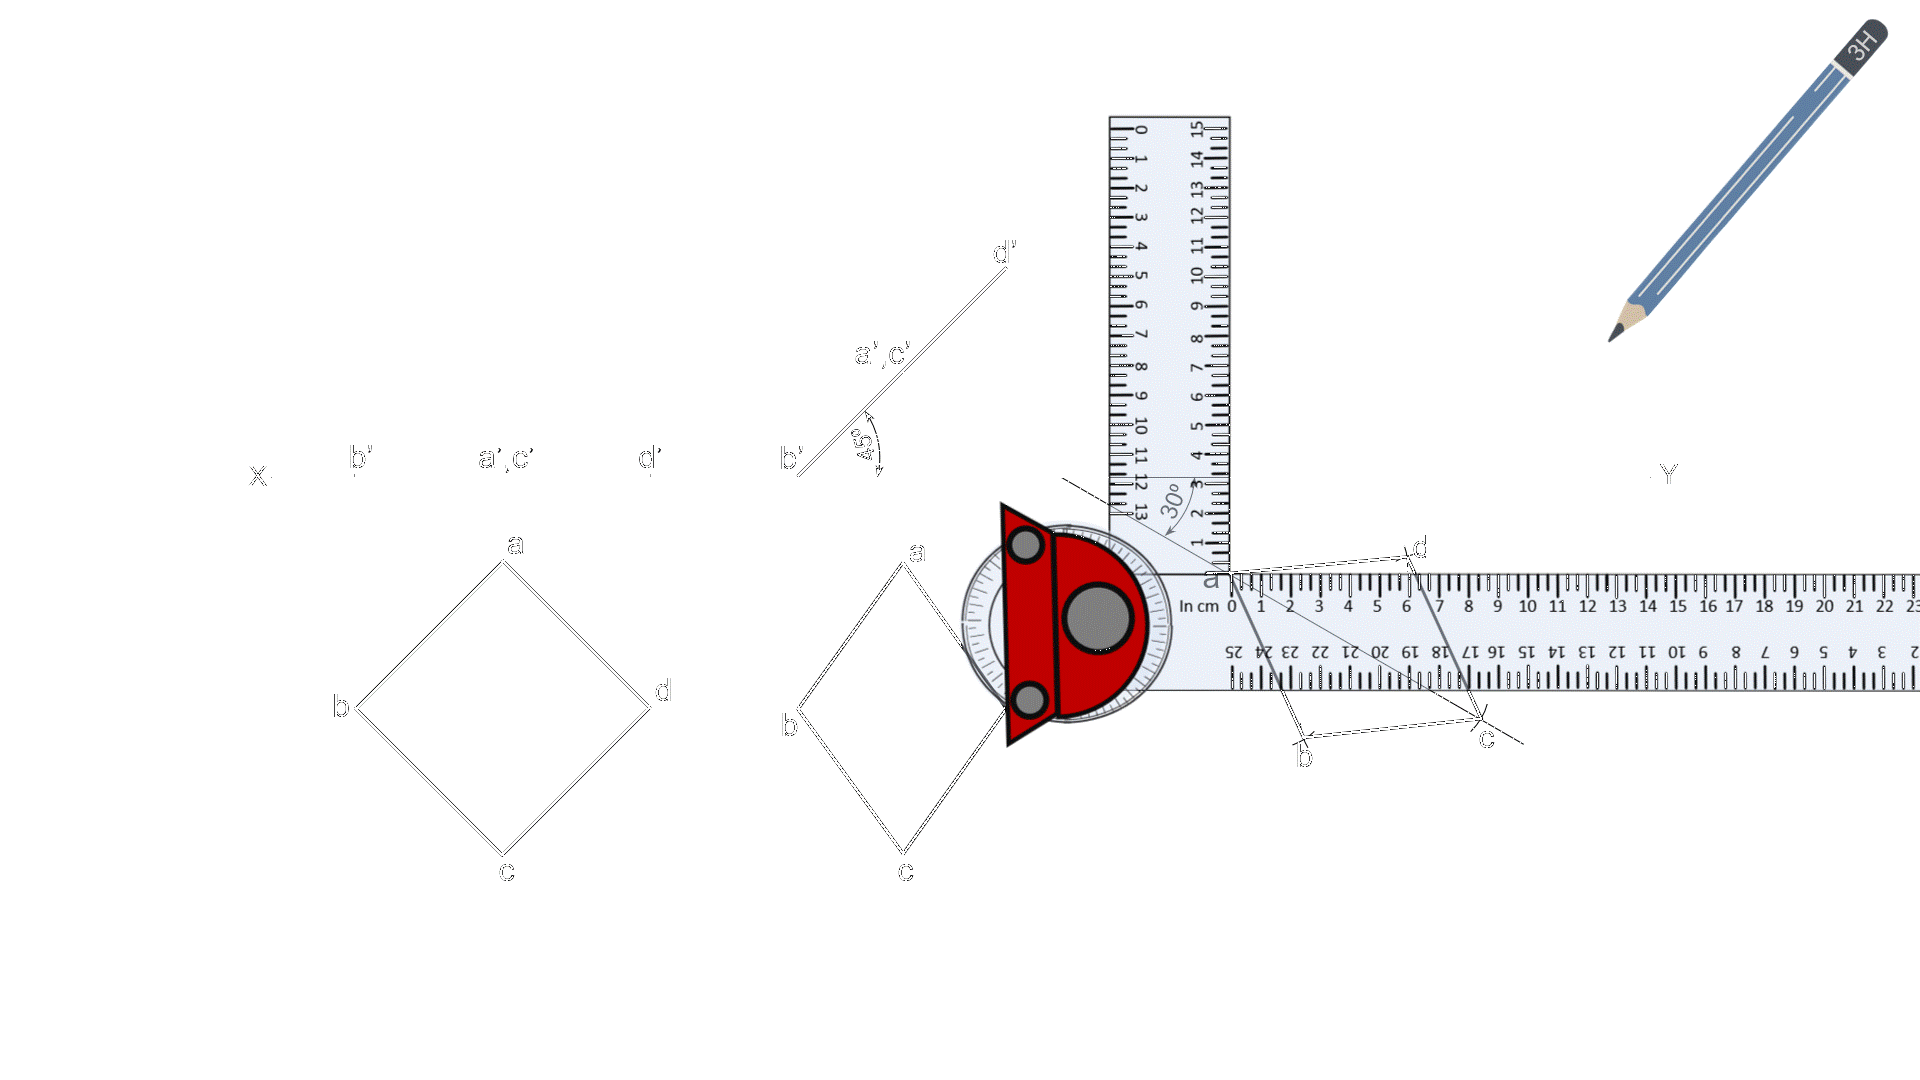 3H
0 1 2 3 4 5 6 7 8 9 10 11 12 13
15 14 13 12 11 10 9 8 7 6 5 4 3 2 1
d'
a',c'
45°
X b' a',c' d' b' Y
30°
a a a d
In cm 0 1 2 3 4 5 6 7 8 9 10 11 12 13 14 15 16 17 18 19 20 21 22 23
25 24 23 22 21 20 19 18 17 16 15 14 13 12 11 10 9 8 7 6 5 4 3 2
b d b b c
c c